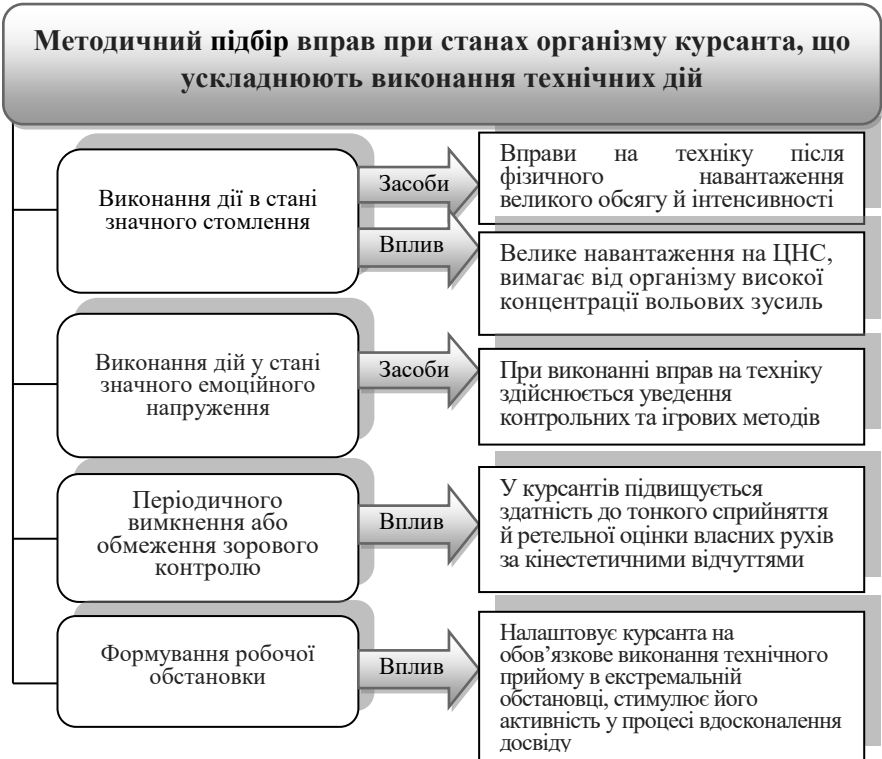 Методичний підбір вправ при станах організму курсанта, що
ускладнюють виконання технічних дій
Виконання дії в стані
значного стомлення
Засоби
Вправи на техніку після
фізичного навантаження
великого обсягу й інтенсивності
Вплив
Велике навантаження на ЦНС,
вимагає від організму високої
концентрації вольових зусиль
Виконання дій у стані
значного емоційного
напруження
Засоби
При виконанні вправ на техніку
здійснюється уведення
контрольних та ігрових методів
Періодичного
вимкнення або
обмеження зорового
контролю
Вплив
У курсантів підвищується
здатність до тонкого сприйняття
й ретельної оцінки власних рухів
за кінестетичними відчуттями
Формування робочої
обстановки
Вплив
Налаштовує курсанта на
обов’язкове виконання технічного
прийому в екстремальній
обстановці, стимулює його
активність у процесі вдосконалення
досвіду